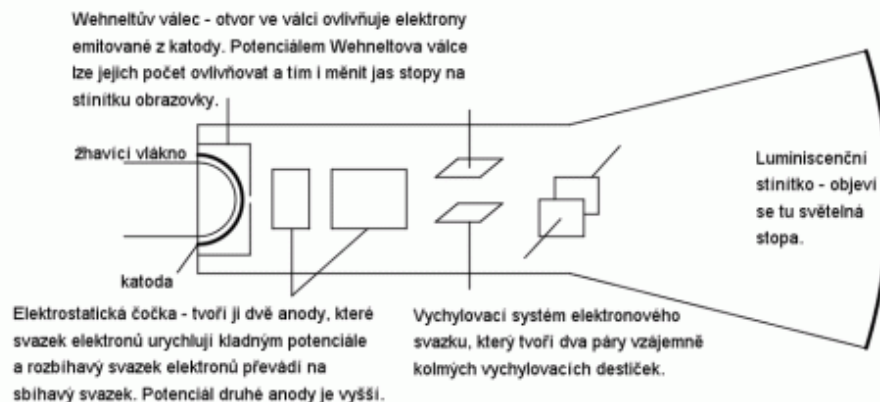 Wehneltův válec - otvor ve válci ovlivňuje elektrony
emitované z katody. Potenciálem Wehneltova válce
lze jejich počet ovlivňovat a tím i měnit jas stopy na
stínítku obrazovky.
žhavicí vlákno
Luminiscenční
stínítko - objeví
se tu světelná
stopa.
katoda
Elektrostatická čočka - tvoří ji dvě anody, které
svazek elektronů urychlují kladným potenciále
a rozbíhavý svazek elektronů převádí na
sbíhavý svazek. Potenciál druhé anody je vyšší.
Vychylovací systém elektronového
svazku, který tvoří dva páry vzájemně
kolmých vychylovacích destiček.